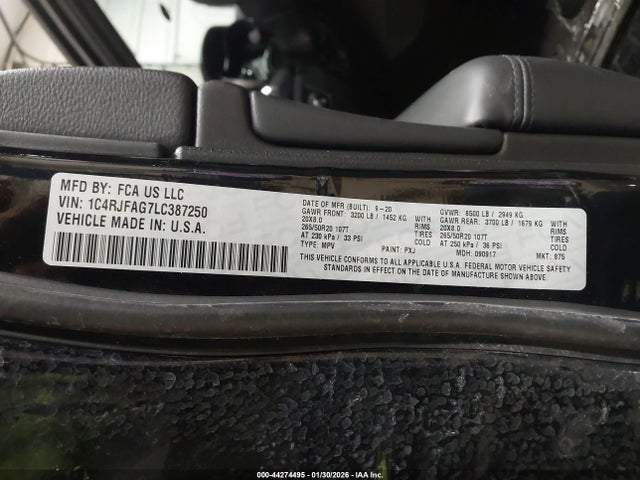 MFD BY: FCA US LLC
VIN: 1C4RJFAG7LC387250
VEHICLE MADE IN: U.S.A.
DATE OF MFR (BUILT): 9-20 GVWR: 6500 LB / 2949 KG
GAWR FRONT: 3200 LB / 1452 KG WITH GAWR REAR: 3700 LB / 1679 KG WITH
20X8.0 RIMS 20X8.0 RIMS
265/50R20 107T TIRES 265/50R20 107T TIRES
AT 230 kPa / 33 PSI COLD AT 250 kPa / 36 PSI COLD
TYPE: MPV PAINT: PXJ MDH: 090917 MKT: 875
THIS VEHICLE CONFORMS TO ALL APPLICABLE U.S.A. FEDERAL MOTOR VEHICLE SAFETY
STANDARDS IN EFFECT ON THE DATE OF MANUFACTURE SHOWN ABOVE.
000-44274495 - 01/30/2026 - IAAI.com